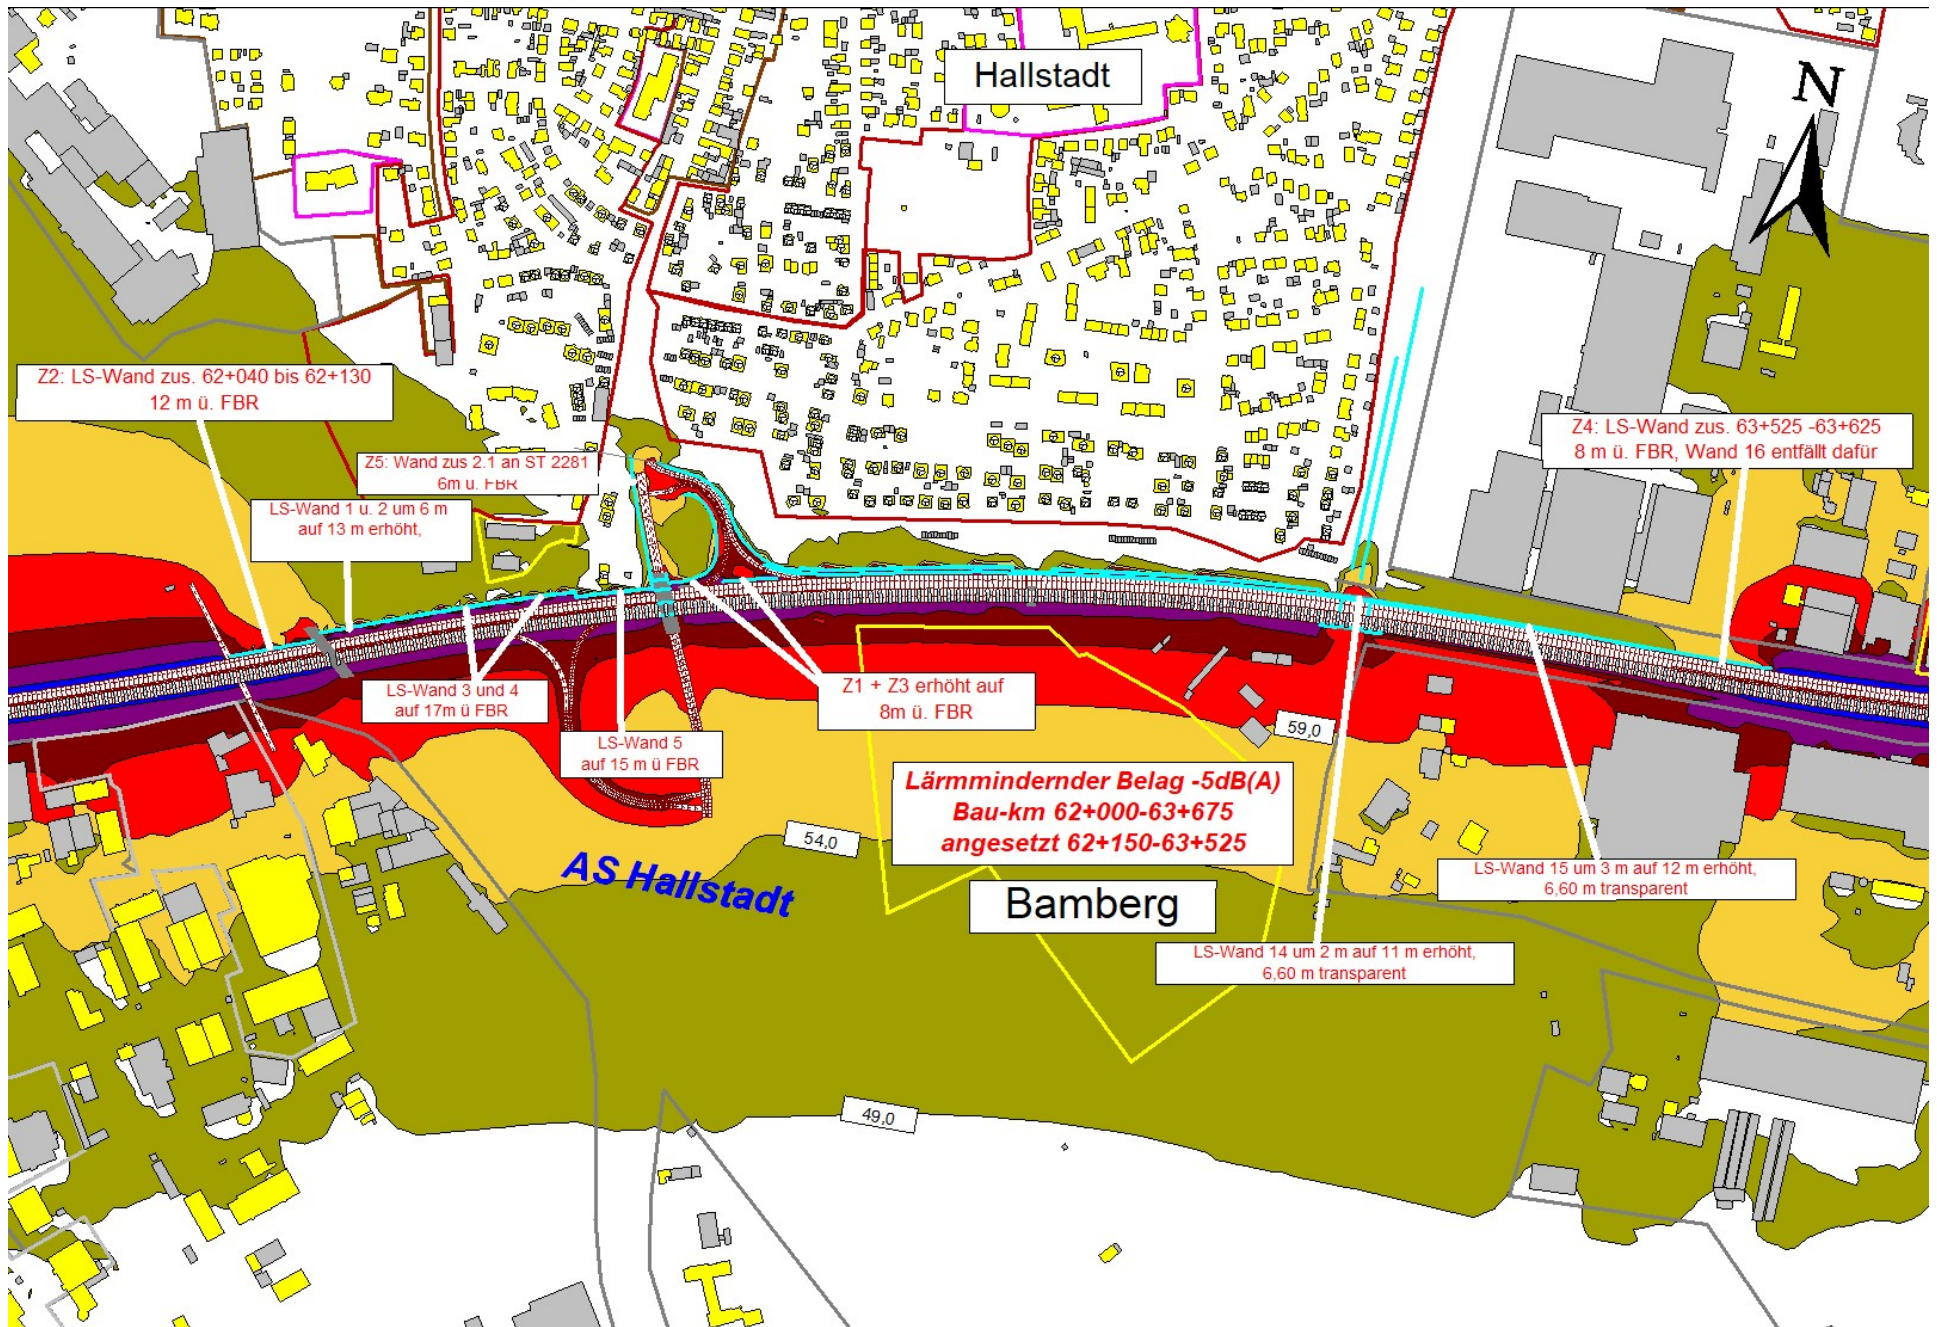 Hallstadt
N
Z2: LS-Wand zus. 62+040 bis 62+130
12 m ü. FBR
Z4: LS-Wand zus. 63+525 -63+625
8 m ü. FBR, Wand 16 entfällt dafür
Z5: Wand zus 2.1 an ST 2281
6m ü. FBR
LS-Wand 1 u. 2 um 6 m
auf 13 m erhöht,
LS-Wand 3 und 4
auf 17m ü FBR
Z1 + Z3 erhöht auf
8m ü. FBR
LS-Wand 5
auf 15 m ü FBR
59,0
Lärmmindernder Belag -5dB(A)
Bau-km 62+000-63+675
angesetzt 62+150-63+525
54,0
AS Hallstadt
LS-Wand 15 um 3 m auf 12 m erhöht,
6,60 m transparent
Bamberg
LS-Wand 14 um 2 m auf 11 m erhöht,
6,60 m transparent
49,0